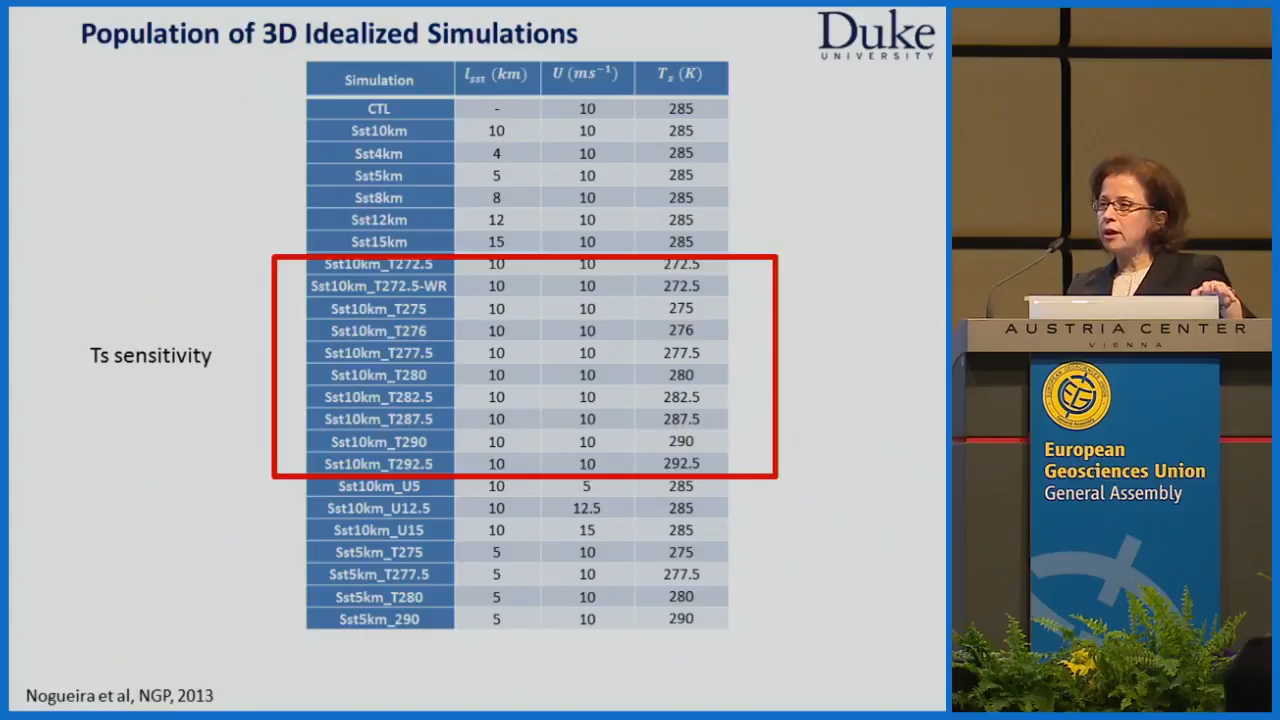 Population of 3D Idealized Simulations
Duke
UNIVERSITY
Simulation l_sst (km) U (ms⁻¹) T_s (K)
CTL - 10 285
Sst10km 10 10 285
Sst4km 4 10 285
Sst5km 5 10 285
Sst8km 8 10 285
Sst12km 12 10 285
Sst15km 15 10 285
Sst10km_T272.5 10 10 272.5
Sst10km_T272.5-WR 10 10 272.5
Sst10km_T275 10 10 275
Sst10km_T276 10 10 276
Sst10km_T277.5 10 10 277.5
Sst10km_T280 10 10 280
Sst10km_T282.5 10 10 282.5
Sst10km_T287.5 10 10 287.5
Sst10km_T290 10 10 290
Sst10km_T292.5 10 10 292.5
Sst10km_U5 10 5 285
Sst10km_U12.5 10 12.5 285
Sst10km_U15 10 15 285
Sst5km_T275 5 10 275
Sst5km_T277.5 5 10 277.5
Sst5km_T280 5 10 280
Sst5km_290 5 10 290
Ts sensitivity
Nogueira et al, NGP, 2013
AUSTRIA CENTER
VIENNA
European
Geosciences Union
General Assembly